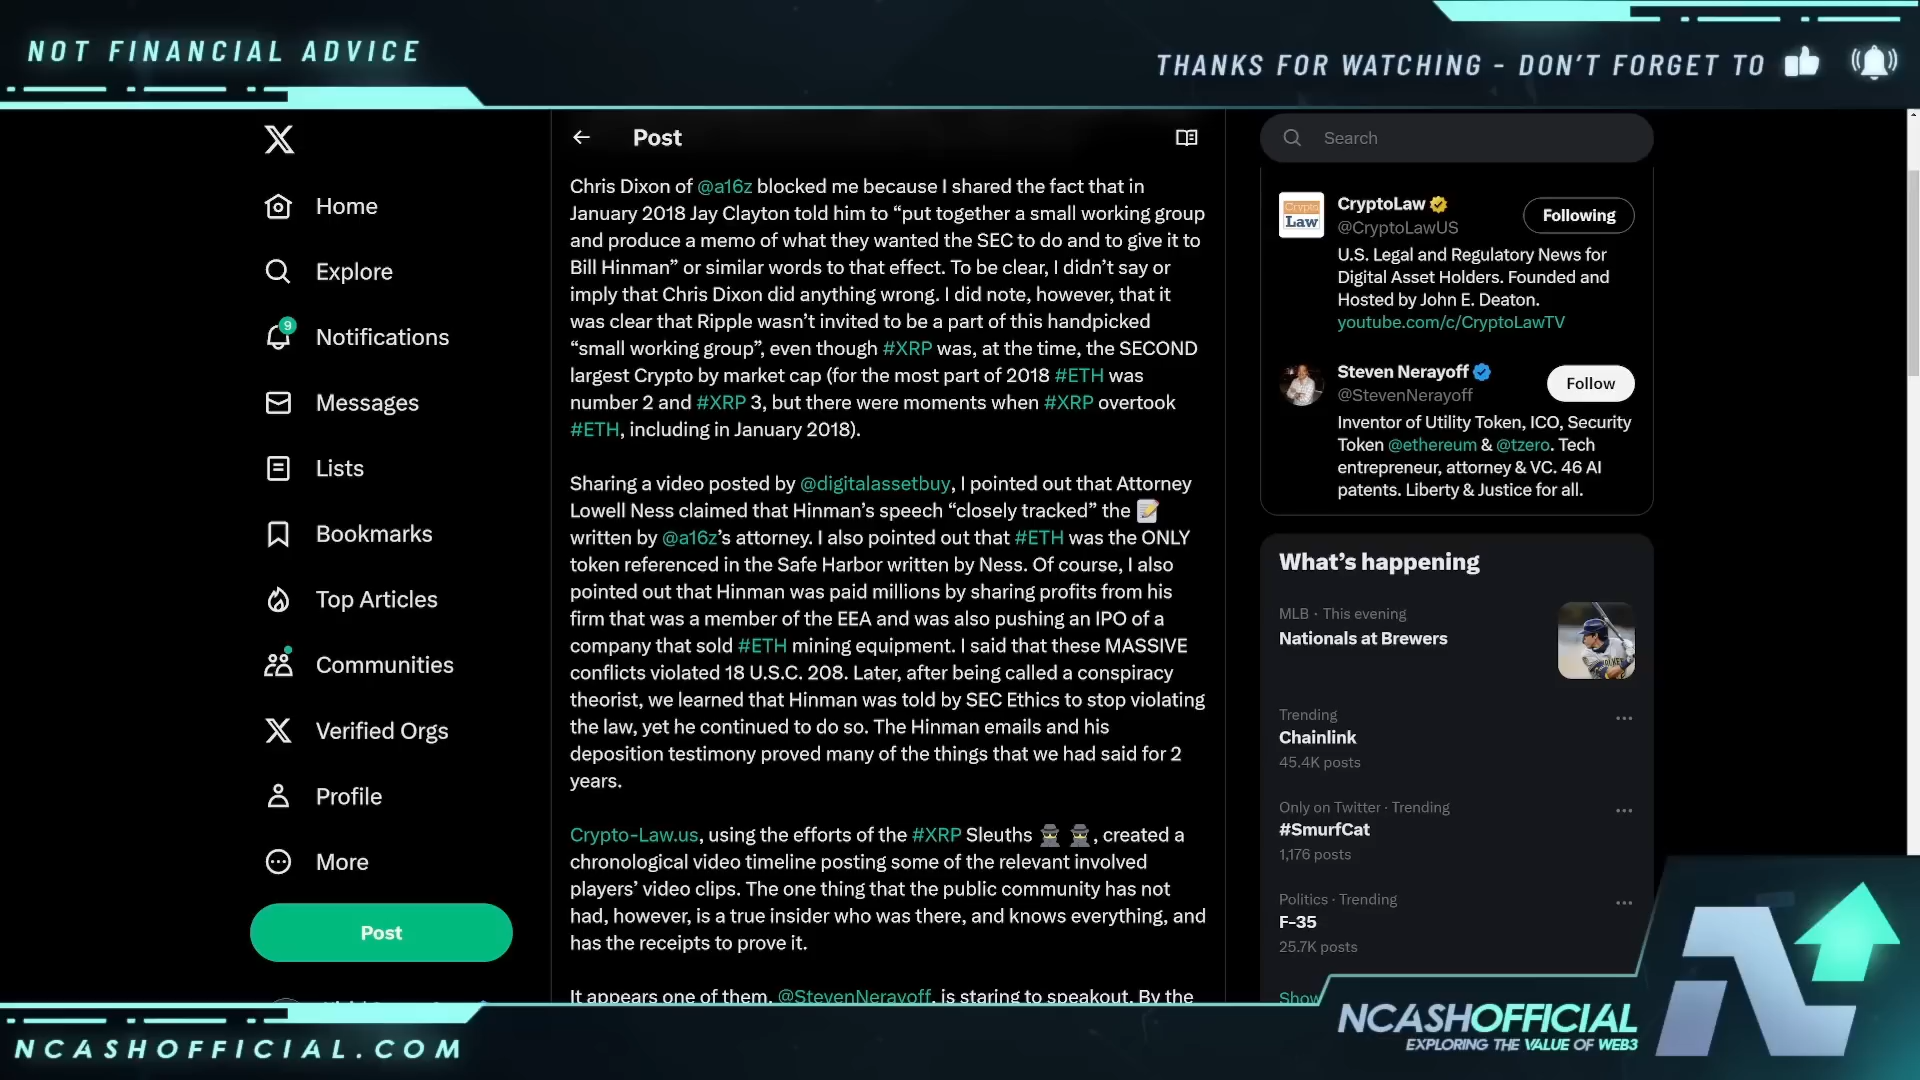 NOT FINANCIAL ADVICE
THANKS FOR WATCHING - DON'T FORGET TO
X
Home
Explore
9
Notifications
Messages
Lists
Bookmarks
Top Articles
Communities
Verified Orgs
Profile
More
Post
Post
Chris Dixon of @a16z blocked me because I shared the fact that in
January 2018 Jay Clayton told him to “put together a small working group
and produce a memo of what they wanted the SEC to do and to give it to
Bill Hinman” or similar words to that effect. To be clear, I didn’t say or
imply that Chris Dixon did anything wrong. I did note, however, that it
was clear that Ripple wasn’t invited to be a part of this handpicked
“small working group”, even though #XRP was, at the time, the SECOND
largest Crypto by market cap (for the most part of 2018 #ETH was
number 2 and #XRP 3, but there were moments when #XRP overtook
#ETH, including in January 2018).
Sharing a video posted by @digitalassetbuy, I pointed out that Attorney
Lowell Ness claimed that Hinman’s speech “closely tracked” the 📝
written by @a16z’s attorney. I also pointed out that #ETH was the ONLY
token referenced in the Safe Harbor written by Ness. Of course, I also
pointed out that Hinman was paid millions by sharing profits from his
firm that was a member of the EEA and was also pushing an IPO of a
company that sold #ETH mining equipment. I said that these MASSIVE
conflicts violated 18 U.S.C. 208. Later, after being called a conspiracy
theorist, we learned that Hinman was told by SEC Ethics to stop violating
the law, yet he continued to do so. The Hinman emails and his
deposition testimony proved many of the things that we had said for 2
years.
Crypto-Law.us, using the efforts of the #XRP Sleuths 🕵️ 🕵️, created a
chronological video timeline posting some of the relevant involved
players’ video clips. The one thing that the public community has not
had, however, is a true insider who was there, and knows everything, and
has the receipts to prove it.
It appears one of them, @StevenNerayoff, is staring to speakout. By the
Search
Crypto
Law
CryptoLaw
@CryptoLawUS
Following
U.S. Legal and Regulatory News for
Digital Asset Holders. Founded and
Hosted by John E. Deaton.
youtube.com/c/CryptoLawTV
Steven Nerayoff
@StevenNerayoff
Follow
Inventor of Utility Token, ICO, Security
Token @ethereum & @tzero. Tech
entrepreneur, attorney & VC. 46 AI
patents. Liberty & Justice for all.
What’s happening
MLB · This evening
Nationals at Brewers
Trending
Chainlink
45.4K posts
Only on Twitter · Trending
#SmurfCat
1,176 posts
Politics · Trending
F-35
25.7K posts
Show
NCASHOFFICIAL.COM
NCASHOFFICIAL
EXPLORING THE VALUE OF WEB3